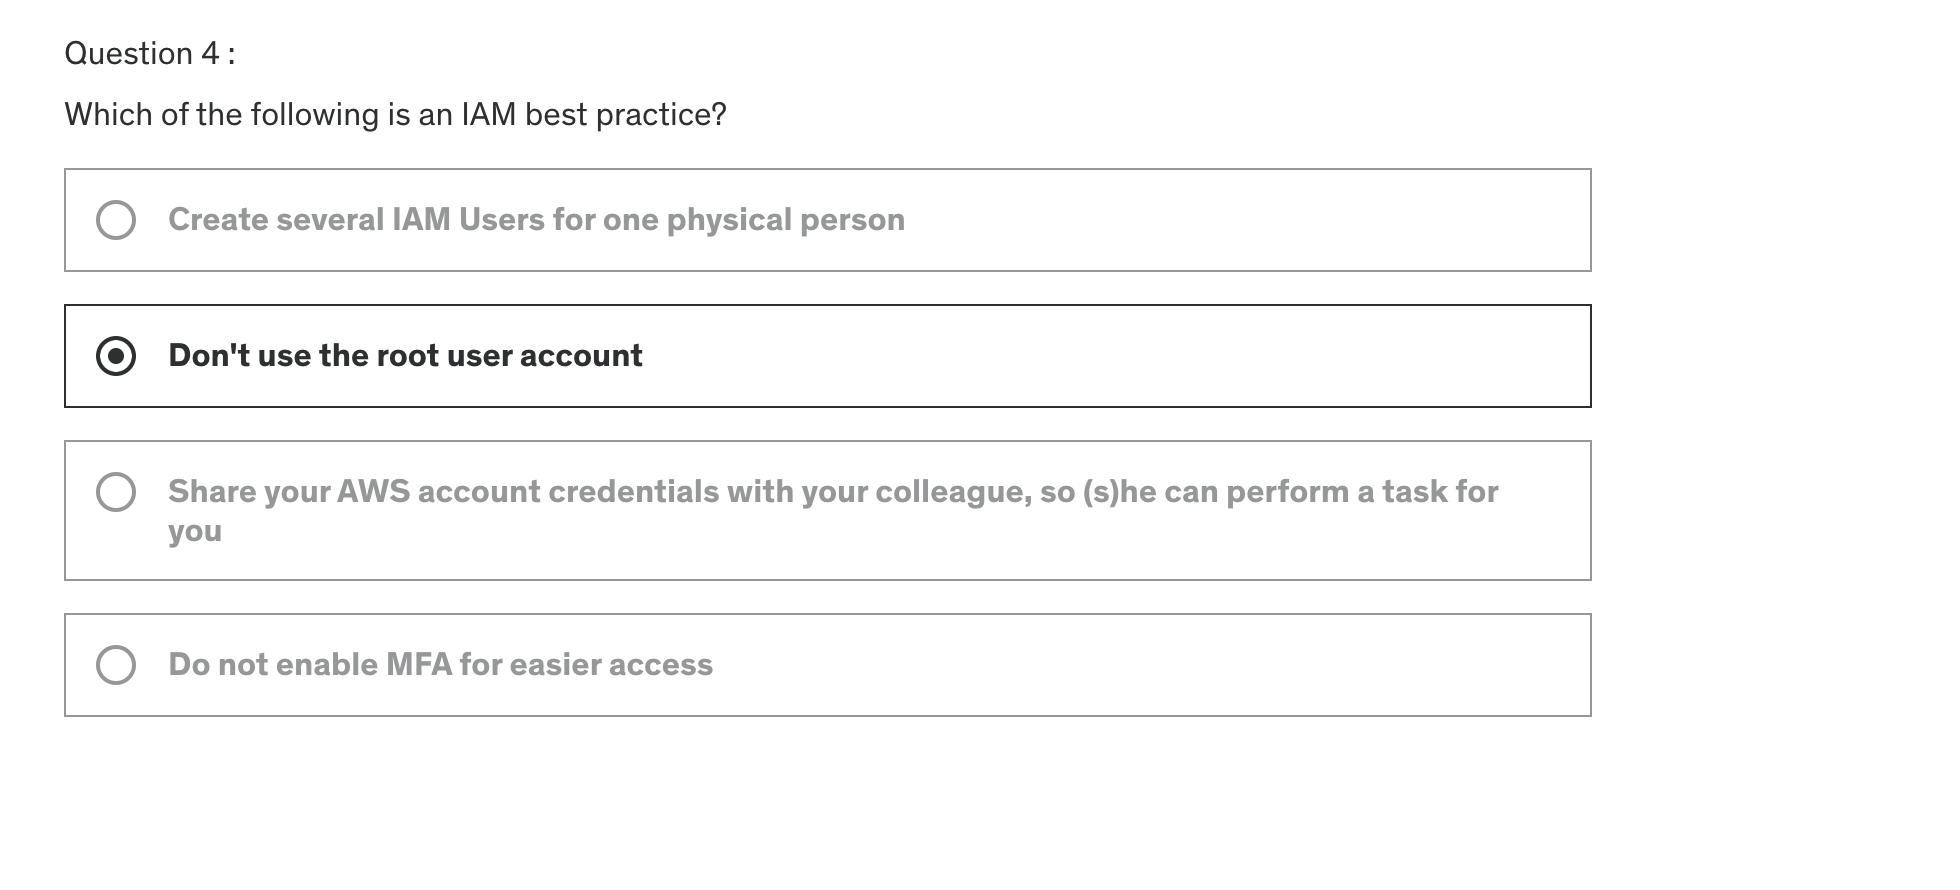 Question 4 :
Which of the following is an IAM best practice?
Create several IAM Users for one physical person
Don't use the root user account
Share your AWS account credentials with your colleague, so (s)he can perform a task for
you
Do not enable MFA for easier access